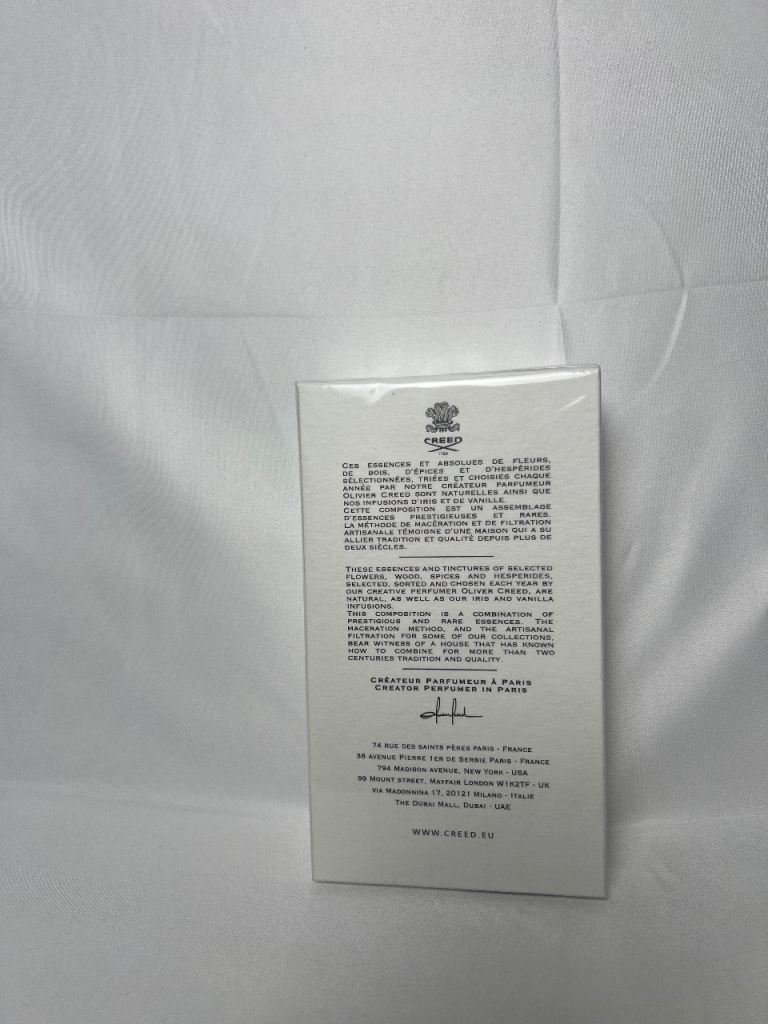 CREED
1760
CES ESSENCES ET ABSOLUES DE FLEURS,
DE BOIS, D'ÉPICES ET D'HESPÉRIDES
SÉLECTIONNÉES, TRIÉES ET CHOISIES CHAQUE
ANNÉE PAR NOTRE CRÉATEUR PARFUMEUR
OLIVIER CREED SONT NATURELLES AINSI QUE
NOS INFUSIONS D'IRIS ET DE VANILLE.
CETTE COMPOSITION EST UN ASSEMBLAGE
D'ESSENCES PRESTIGIEUSES ET RARES.
LA MÉTHODE DE MACÉRATION ET DE FILTRATION
ARTISANALE TÉMOIGNE D'UNE MAISON QUI A SU
ALLIER TRADITION ET QUALITÉ DEPUIS PLUS DE
DEUX SIÈCLES.
THESE ESSENCES AND TINCTURES OF SELECTED
FLOWERS, WOOD, SPICES AND HESPERIDES,
SELECTED, SORTED AND CHOSEN EACH YEAR BY
OUR CREATIVE PERFUMER OLIVER CREED, ARE
NATURAL, AS WELL AS OUR IRIS AND VANILLA
INFUSIONS.
THIS COMPOSITION IS A COMBINATION OF
PRESTIGIOUS AND RARE ESSENCES. THE
MACERATION METHOD, AND THE ARTISANAL
FILTRATION FOR SOME OF OUR COLLECTIONS,
BEAR WITNESS OF A HOUSE THAT HAS KNOWN
HOW TO COMBINE FOR MORE THAN TWO
CENTURIES TRADITION AND QUALITY.
CRÉATEUR PARFUMEUR À PARIS
CREATOR PERFUMER IN PARIS
74 RUE DES SAINTS PÈRES PARIS - FRANCE
38 AVENUE PIERRE 1ER DE SERBIE PARIS - FRANCE
794 MADISON AVENUE, NEW YORK - USA
99 MOUNT STREET, MAYFAIR LONDON W1K2TF - UK
VIA MADONNINA 17, 20121 MILANO - ITALIE
THE DUBAI MALL, DUBAI - UAE
WWW.CREED.EU